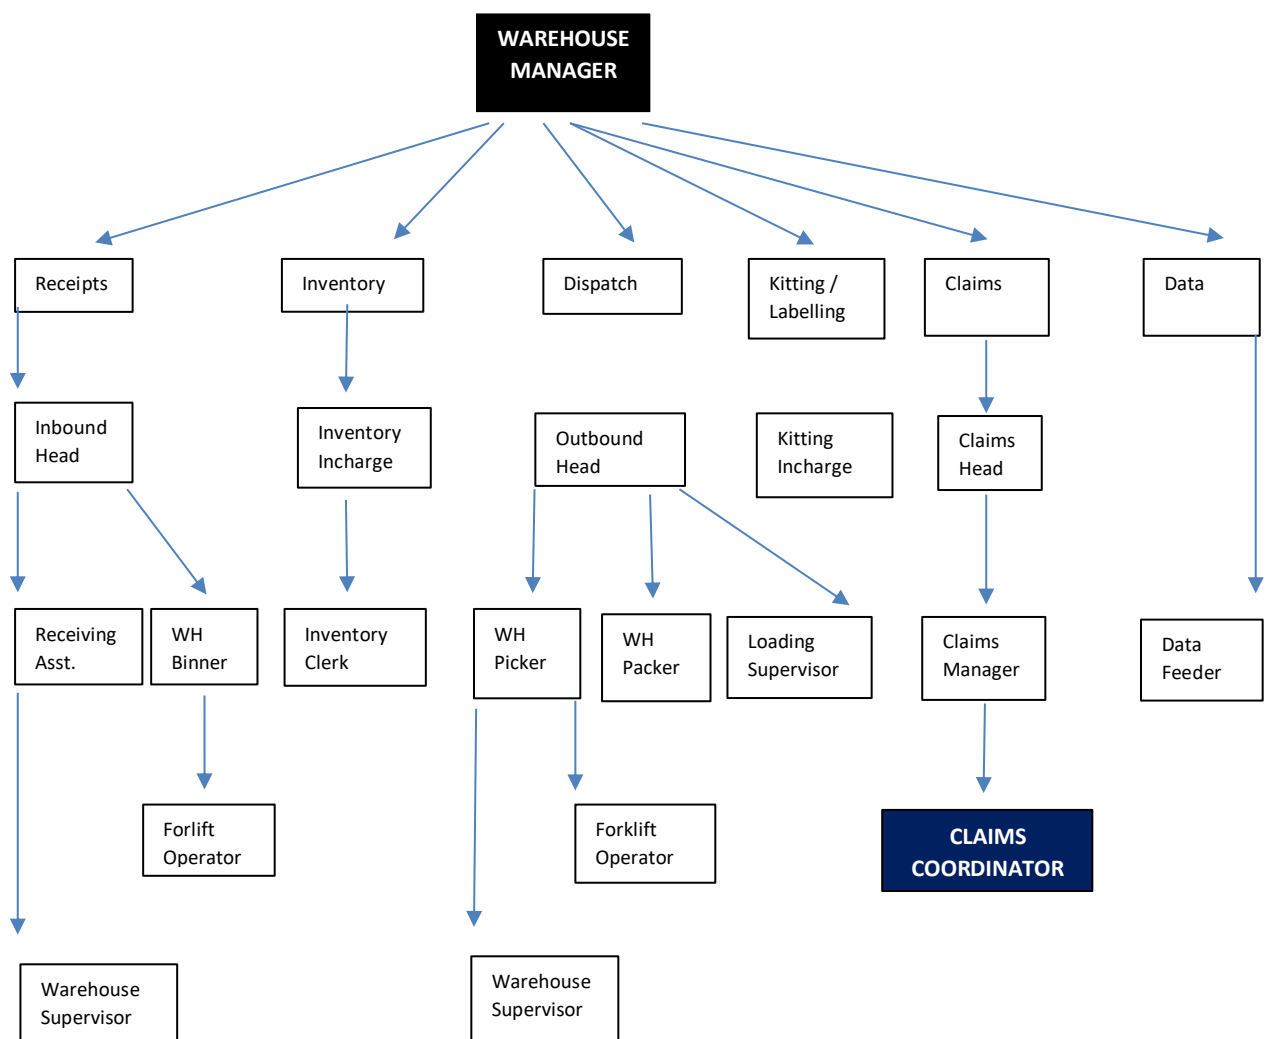 WAREHOUSE
MANAGER
Receipts
Inventory
Dispatch
Kitting /
Labelling
Claims
Data
Inbound
Head
Inventory
Incharge
Outbound
Head
Kitting
Incharge
Claims
Head
Receiving
Asst.
WH
Binner
Inventory
Clerk
WH
Picker
WH
Packer
Loading
Supervisor
Claims
Manager
Data
Feeder
Forlift
Operator
Forklift
Operator
CLAIMS
COORDINATOR
Warehouse
Supervisor
Warehouse
Supervisor